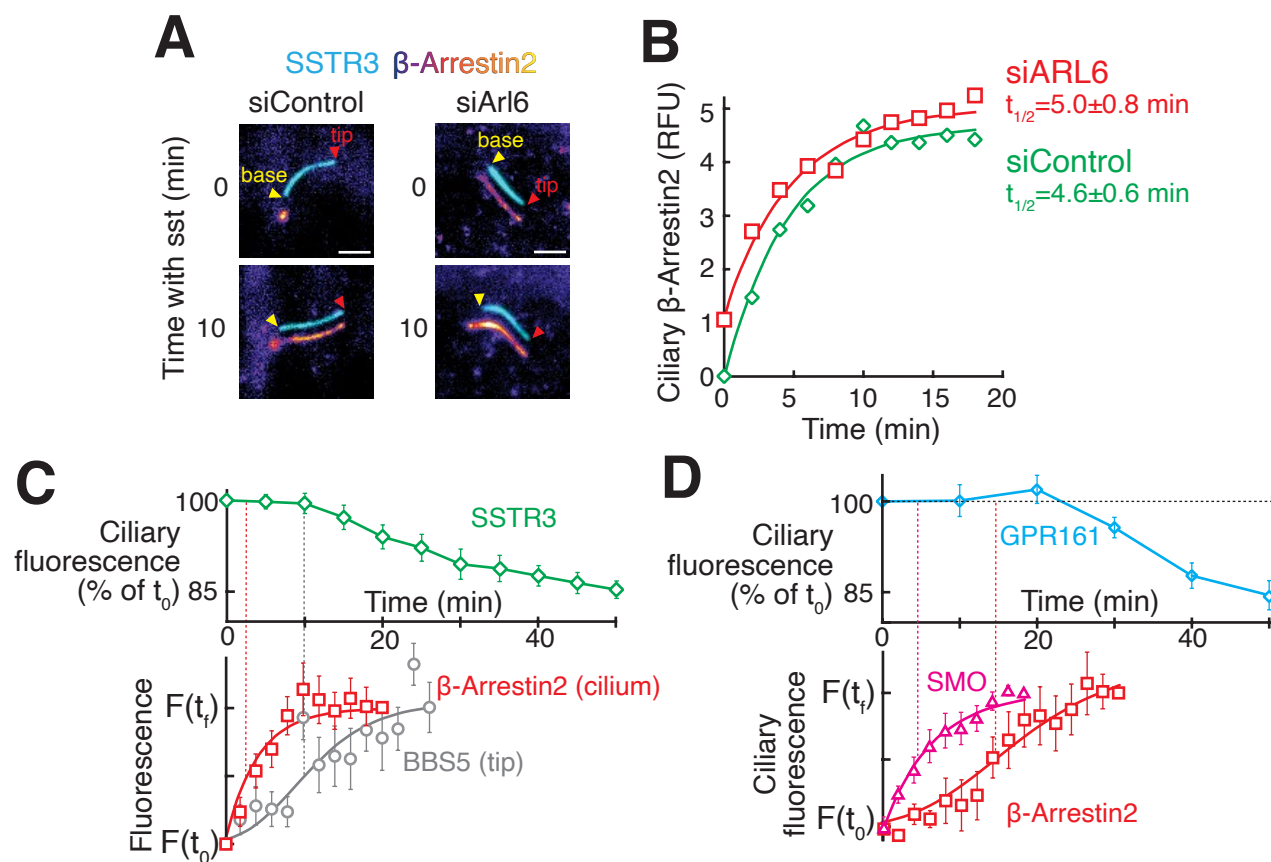 A
SSTR3 β-Arrestin2
siControl
siArl6
Time with sst (min)
0
base
tip
0
base
tip
10
10
B
Ciliary β-Arrestin2 (RFU)
5
4
3
2
1
0
0
5
10
15
20
Time (min)
siARL6
t1/2=5.0±0.8 min
siControl
t1/2=4.6±0.6 min
C
Ciliary
fluorescence
(% of t0)
100
85
SSTR3
Time (min)
0
20
40
Fluorescence
F(tf)
F(t0)
β-Arrestin2 (cilium)
BBS5 (tip)
D
Ciliary
fluorescence
(% of t0)
100
85
GPR161
Time (min)
0
20
40
Ciliary
fluorescence
F(tf)
F(t0)
SMO
β-Arrestin2